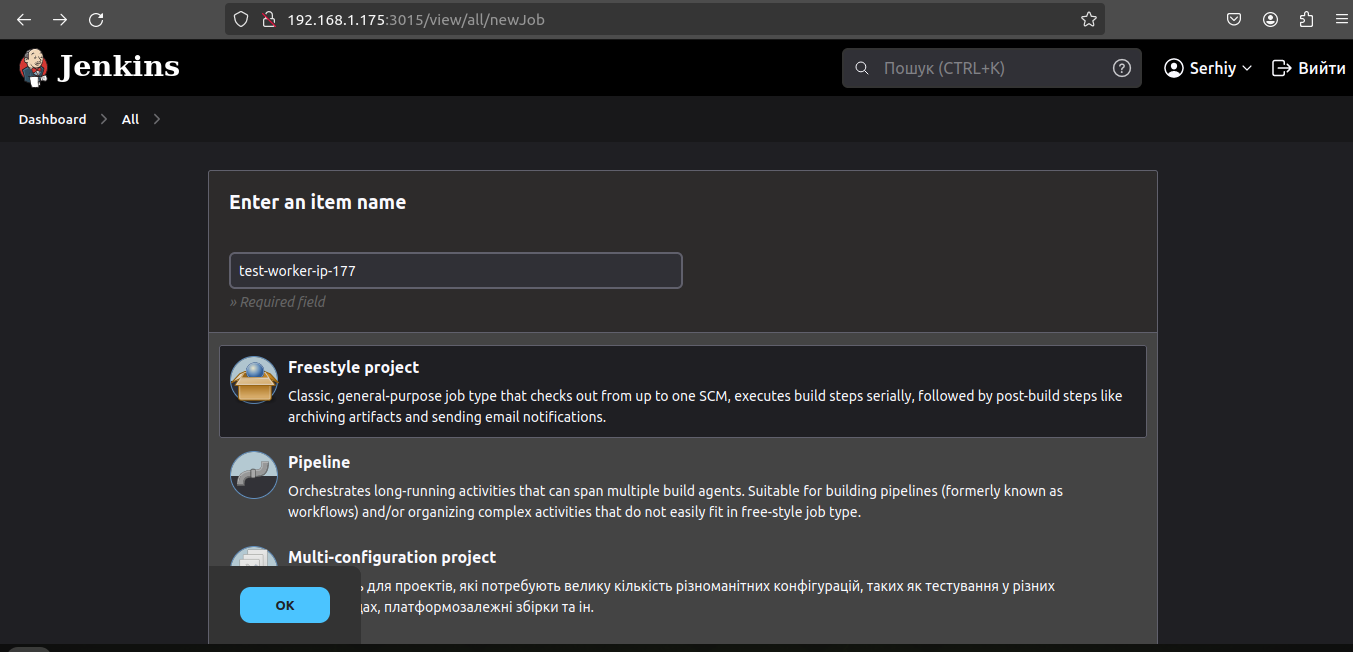 192.168.1.175:3015/view/all/newJob
Jenkins
Пошук (CTRL+K)
Serhiy
Вийти
Dashboard
All
Enter an item name
test-worker-ip-177
» Required field
Freestyle project
Classic, general-purpose job type that checks out from up to one SCM, executes build steps serially, followed by post-build steps like
archiving artifacts and sending email notifications.
Pipeline
Orchestrates long-running activities that can span multiple build agents. Suitable for building pipelines (formerly known as
workflows) and/or organizing complex activities that do not easily fit in free-style job type.
Multi-configuration project
для проектів, які потребують велику кількість різноманітних конфігурацій, таких як тестування у різних
платформозалежні збірки та ін.
OK